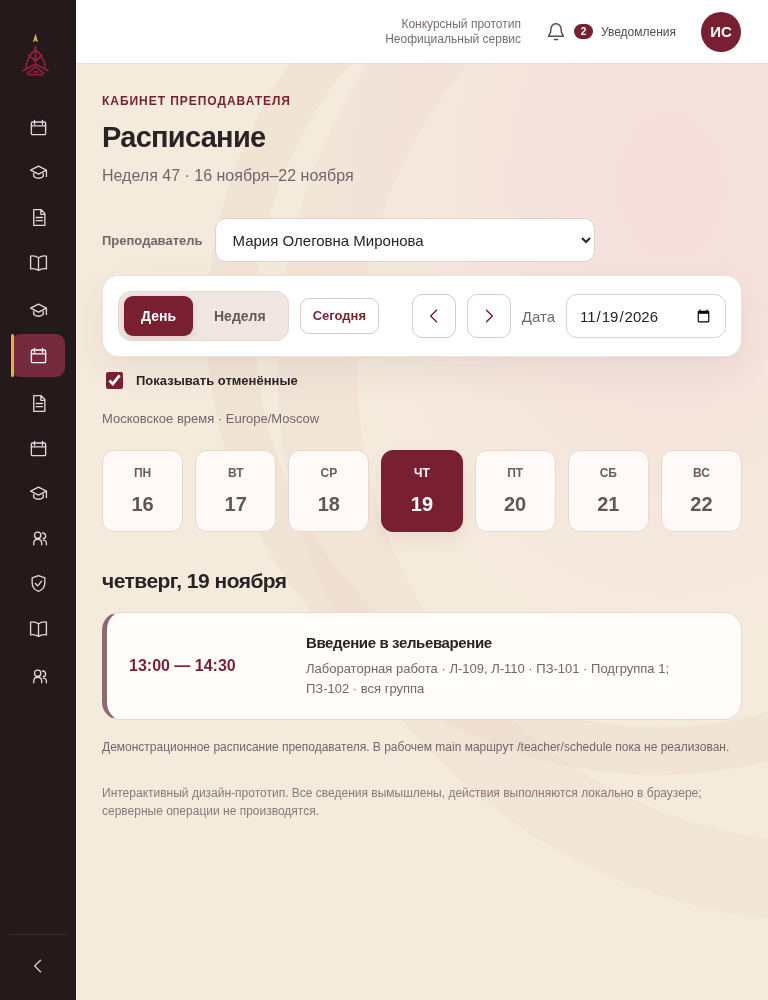 Конкурсный прототип
Неофициальный сервис
2 Уведомления
ИС
КАБИНЕТ ПРЕПОДАВАТЕЛЯ
Расписание
Неделя 47 · 16 ноября–22 ноября
Преподаватель
Мария Олеговна Миронова
День
Неделя
Сегодня
Дата
11/19/2026
Показывать отменённые
Московское время · Europe/Moscow
ПН
16
ВТ
17
СР
18
ЧТ
19
ПТ
20
СБ
21
ВС
22
четверг, 19 ноября
13:00 — 14:30
Введение в зельеварение
Лабораторная работа · Л-109, Л-110 · ПЗ-101 · Подгруппа 1;
ПЗ-102 · вся группа
Демонстрационное расписание преподавателя. В рабочем main маршрут /teacher/schedule пока не реализован.
Интерактивный дизайн-прототип. Все сведения вымышлены, действия выполняются локально в браузере;
серверные операции не производятся.